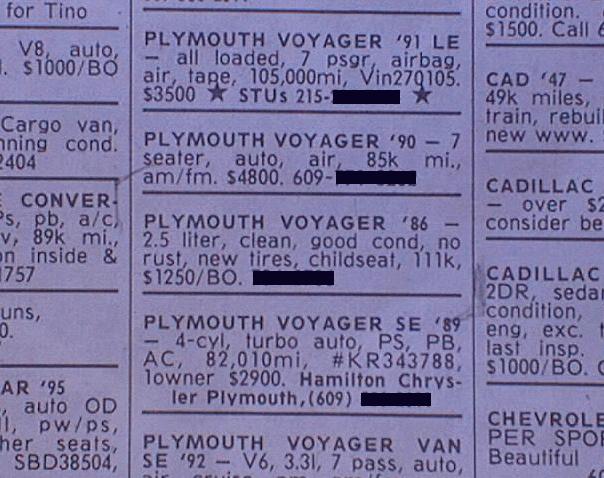 for Tino
V8, auto,
. $1000/BO
Cargo van,
nning cond.
2404
CONVER-
Ps, pb, a/c,
v, 89k mi.,
on inside &
1757
uns,
0.
AR '95
, auto OD
ll, pw/ps,
her seats,
SBD38504,
PLYMOUTH VOYAGER '91 LE
— all loaded, 7 psgr, airbag,
air, tape, 105,000mi, Vin270105.
$3500 ★ STUs 215- ★
PLYMOUTH VOYAGER '90 — 7
seater, auto, air, 85k mi.,
am/fm. $4800. 609-
PLYMOUTH VOYAGER '86 —
2.5 liter, clean, good cond, no
rust, new tires, childseat, 111k,
$1250/BO.
PLYMOUTH VOYAGER SE '89
— 4-cyl, turbo auto, PS, PB,
AC, 82,010mi, #KR343788,
1owner $2900. Hamilton Chrys-
ler Plymouth,(609)
PLYMOUTH VOYAGER VAN
SE '92 — V6, 3.3l, 7 pass, auto,
condition.
$1500. Call 6
CAD '47 —
49k miles,
train, rebuil
new www.
CADILLAC
— over $2
consider be
CADILLAC
2DR, sedan
condition,
eng, exc. t
last insp.
$1000/BO. C
CHEVROLE
PER SPOR
Beautiful